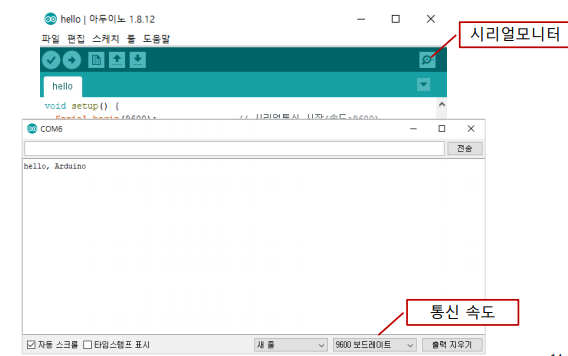 hello | 아두이노 1.8.12
시리얼모니터
파일 편집 스케치 툴 도움말
hello
void setup() {
Serial.begin(9600); // 시리얼통신 시작(속도:9600)
COM6
전송
hello, Arduino
통신 속도
자동 스크롤 타임스탬프 표시 새 줄 9600 보드레이트 출력 지우기